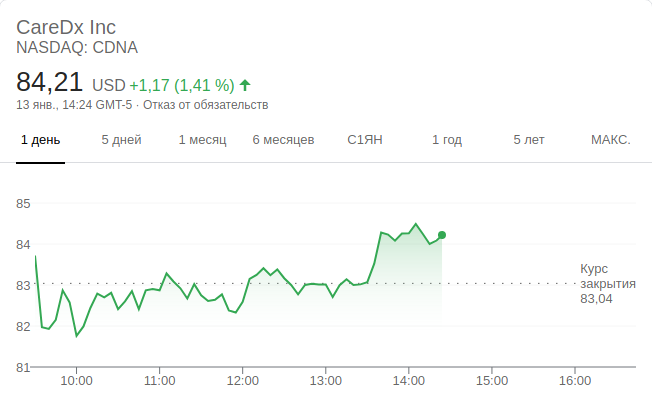 CareDx Inc
NASDAQ: CDNA
84,21 USD +1,17 (1,41 %)
13 янв., 14:24 GMT-5 · Отказ от обязательств
1 день 5 дней 1 месяц 6 месяцев С1ЯН 1 год 5 лет МАКС.
85
84
83
82
81
Курс
закрытия
83,04
10:00 11:00 12:00 13:00 14:00 15:00 16:00